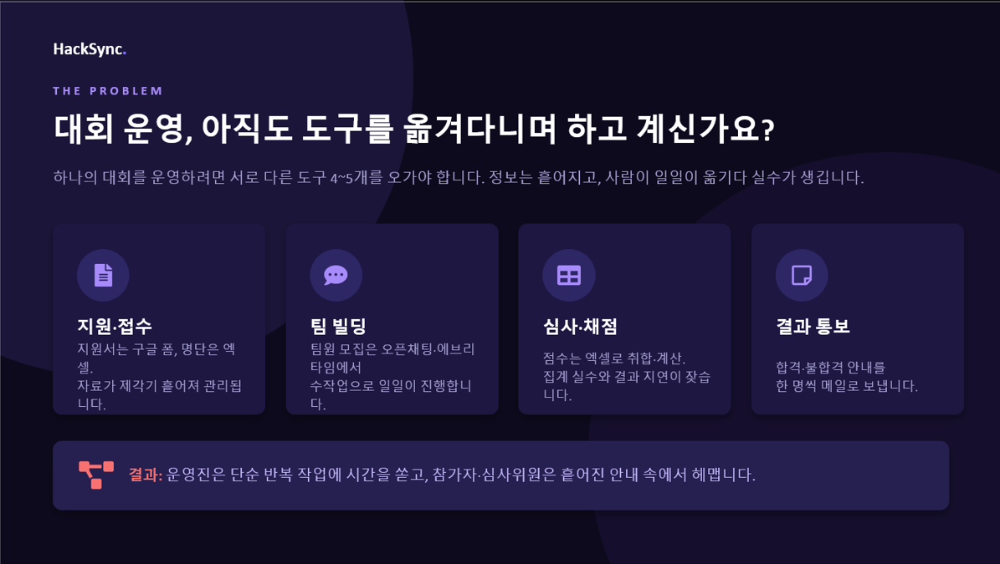 HackSync.
THE PROBLEM
대회 운영, 아직도 도구를 옮겨다니며 하고 계신가요?
하나의 대회를 운영하려면 서로 다른 도구 4~5개를 오가야 합니다. 정보는 흩어지고, 사람이 일일이 옮기다 실수가 생깁니다.
지원·접수
지원서는 구글 폼, 명단은 엑
셀.
자료가 제각기 흩어져 관리됩
니다.
팀 빌딩
팀원 모집은 오픈채팅·에브리
타임에서
수작업으로 일일이 진행합니
다.
심사·채점
점수는 엑셀로 취합·계산.
집계 실수와 결과 지연이 잦습
니다.
결과 통보
합격·불합격 안내를
한 명씩 메일로 보냅니다.
결과: 운영진은 단순 반복 작업에 시간을 쏟고, 참가자·심사위원은 흩어진 안내 속에서 헤맵니다.